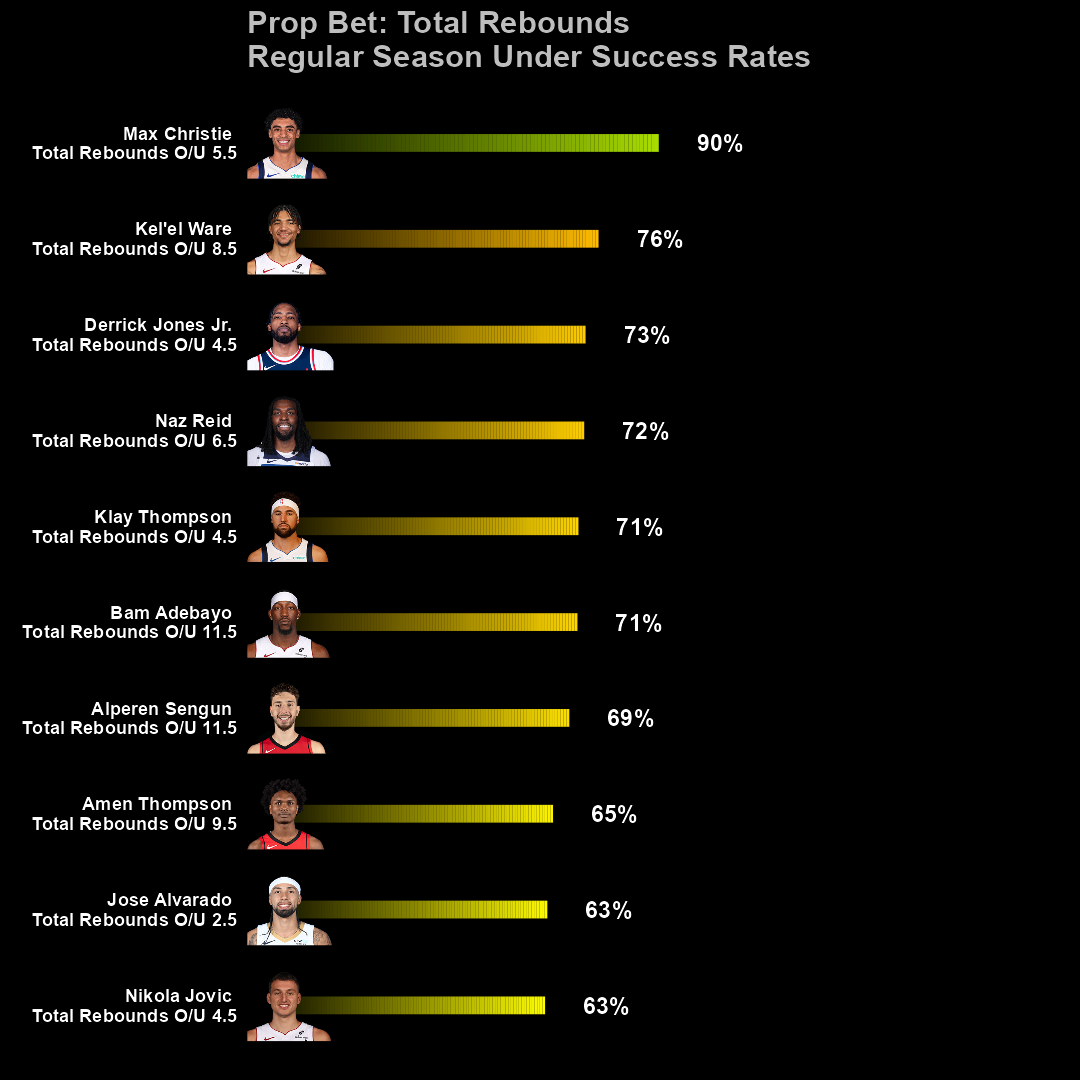 Prop Bet: Total Rebounds
Regular Season Under Success Rates
Max Christie
Total Rebounds O/U 5.5
90%
Kel'el Ware
Total Rebounds O/U 8.5
76%
Derrick Jones Jr.
Total Rebounds O/U 4.5
73%
Naz Reid
Total Rebounds O/U 6.5
72%
Klay Thompson
Total Rebounds O/U 4.5
71%
Bam Adebayo
Total Rebounds O/U 11.5
71%
Alperen Sengun
Total Rebounds O/U 11.5
69%
Amen Thompson
Total Rebounds O/U 9.5
65%
Jose Alvarado
Total Rebounds O/U 2.5
63%
Nikola Jovic
Total Rebounds O/U 4.5
63%